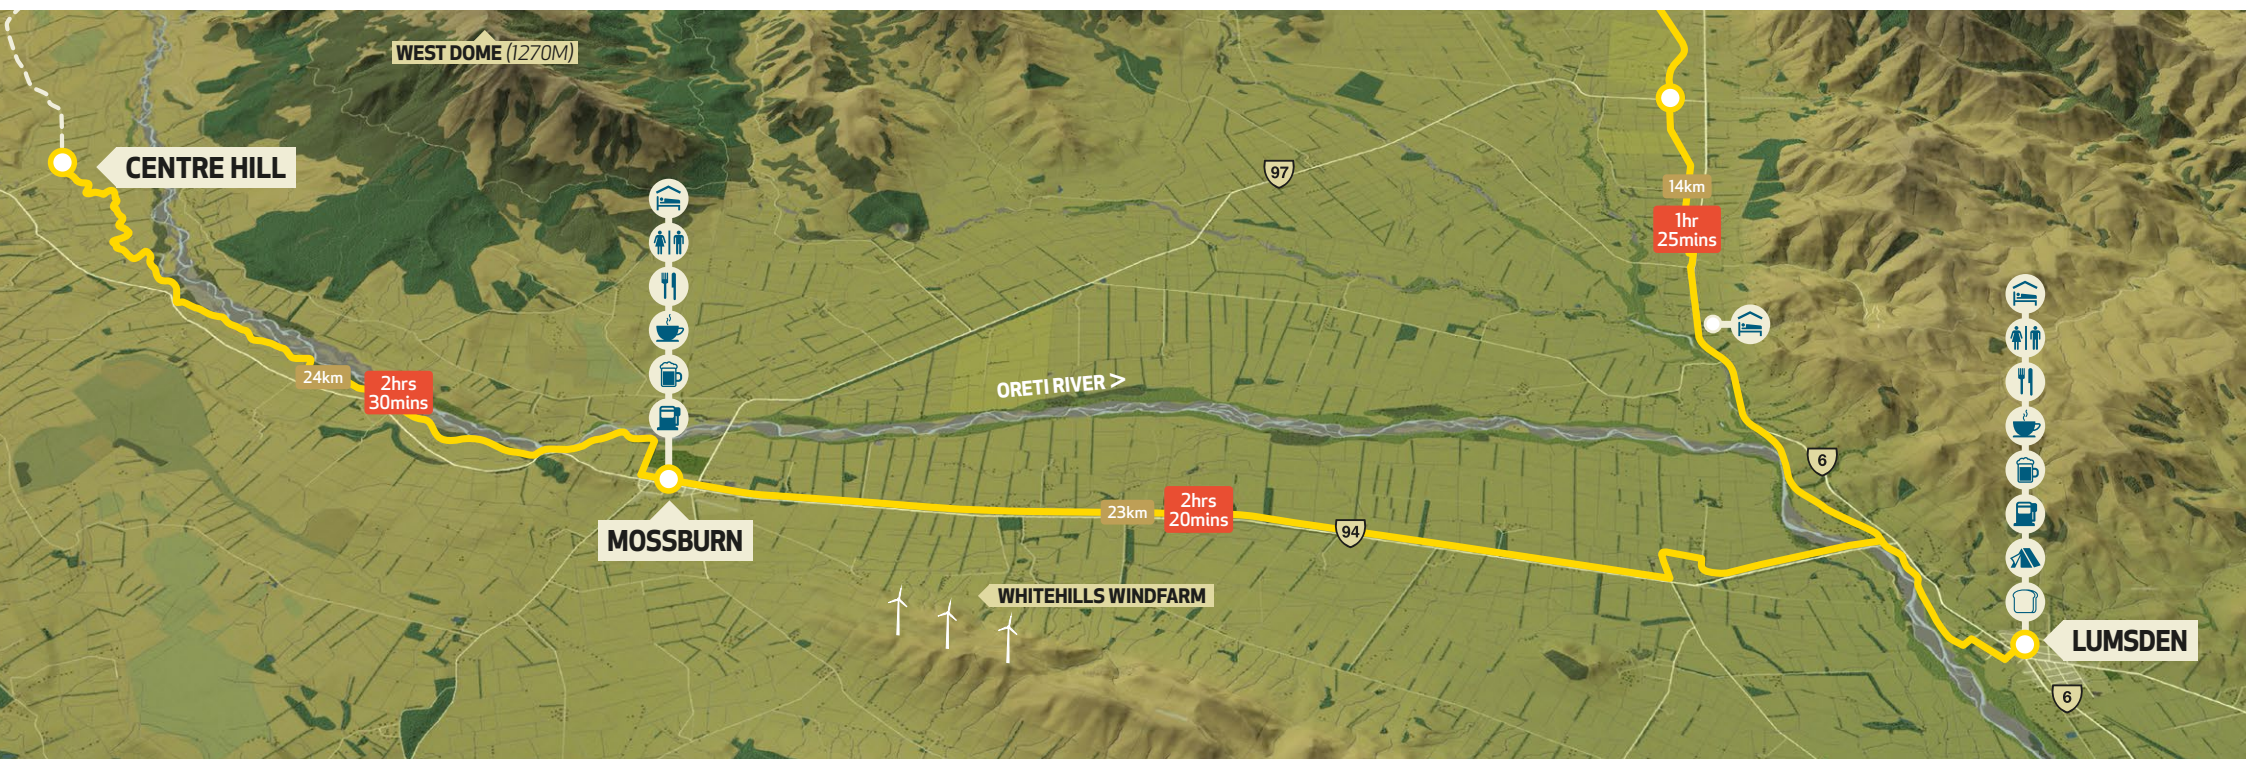 WEST DOME (1270M)
CENTRE HILL
97
14km
1hr
25mins
24km
2hrs
30mins
ORETI RIVER >
6
MOSSBURN
23km
2hrs
20mins
94
WHITEHILLS WINDFARM
LUMSDEN
6